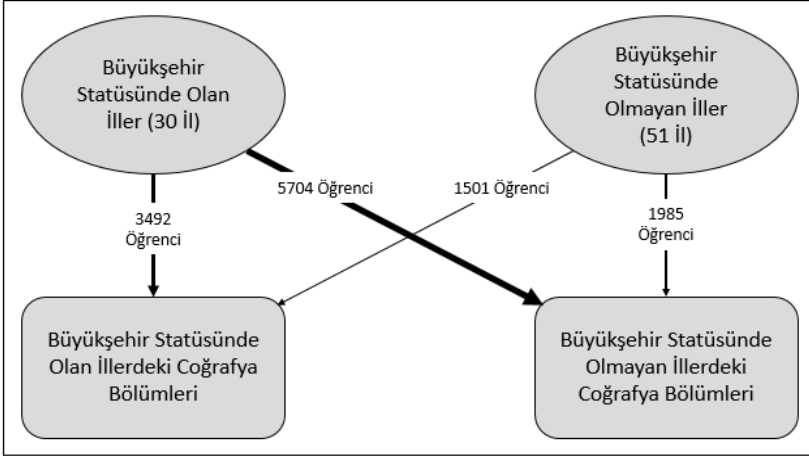 Büyükşehir
Statüsünde Olan
İller (30 İl)
Büyükşehir
Statüsünde
Olmayan İller
(51 İl)
5704 Öğrenci
1501 Öğrenci
3492
Öğrenci
1985
Öğrenci
Büyükşehir Statüsünde
Olan İllerdeki Coğrafya
Bölümleri
Büyükşehir Statüsünde
Olmayan İllerdeki
Coğrafya Bölümleri